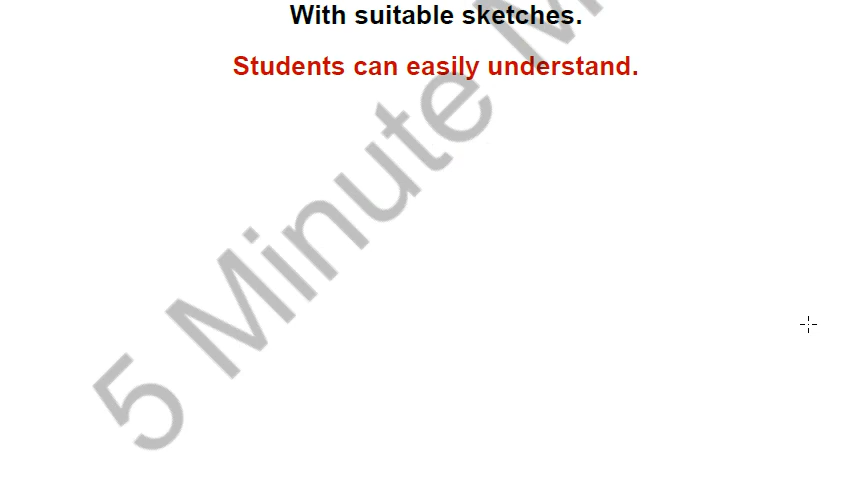 With suitable sketches.
Students can easily understand.
5 Minute M